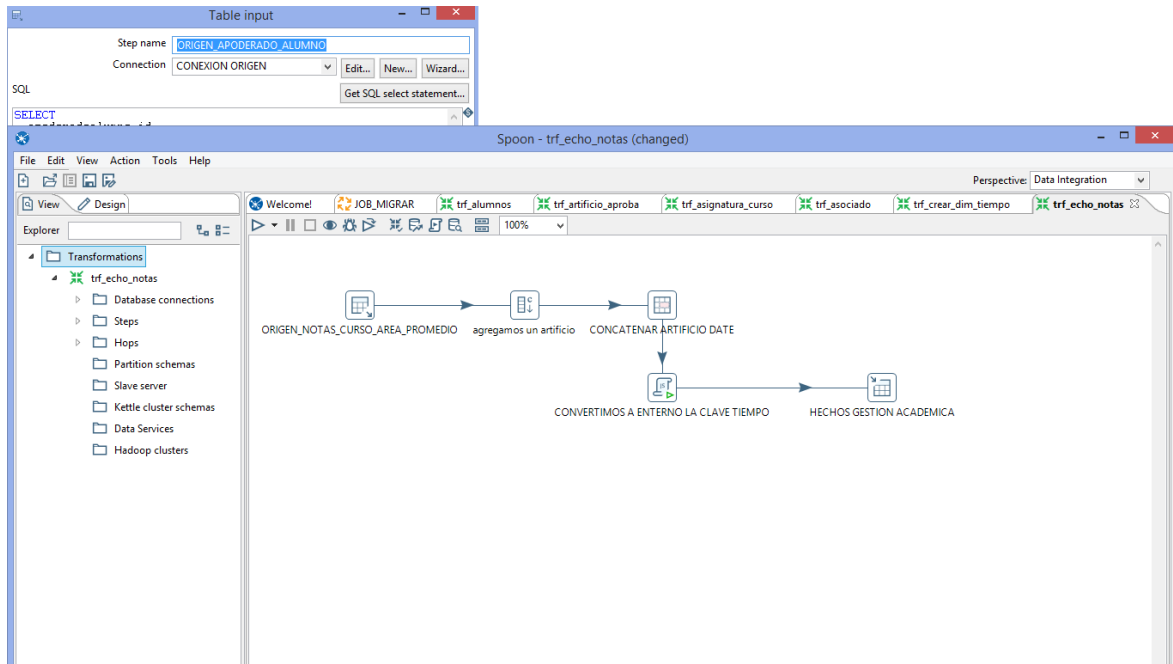 Table input
Step name ORIGEN_APODERADO_ALUMNO
Connection CONEXION ORIGEN Edit... New... Wizard...
SQL Get SQL select statement...
SELECT
Spoon - trf_echo_notas (changed)
File Edit View Action Tools Help
Perspective: Data Integration
View Design
Welcome! JOB_MIGRAR trf_alumnos trf_artificio_aproba trf_asignatura_curso trf_asociado trf_crear_dim_tiempo trf_echo_notas
Explorer
100%
Transformations
trf_echo_notas
Database connections
Steps
Hops
Partition schemas
Slave server
Kettle cluster schemas
Data Services
Hadoop clusters
ORIGEN_NOTAS_CURSO_AREA_PROMEDIO agregamos un artificio CONCATENAR ARTIFICIO DATE
CONVERTIMOS A ENTERNO LA CLAVE TIEMPO HECHOS GESTION ACADEMICA